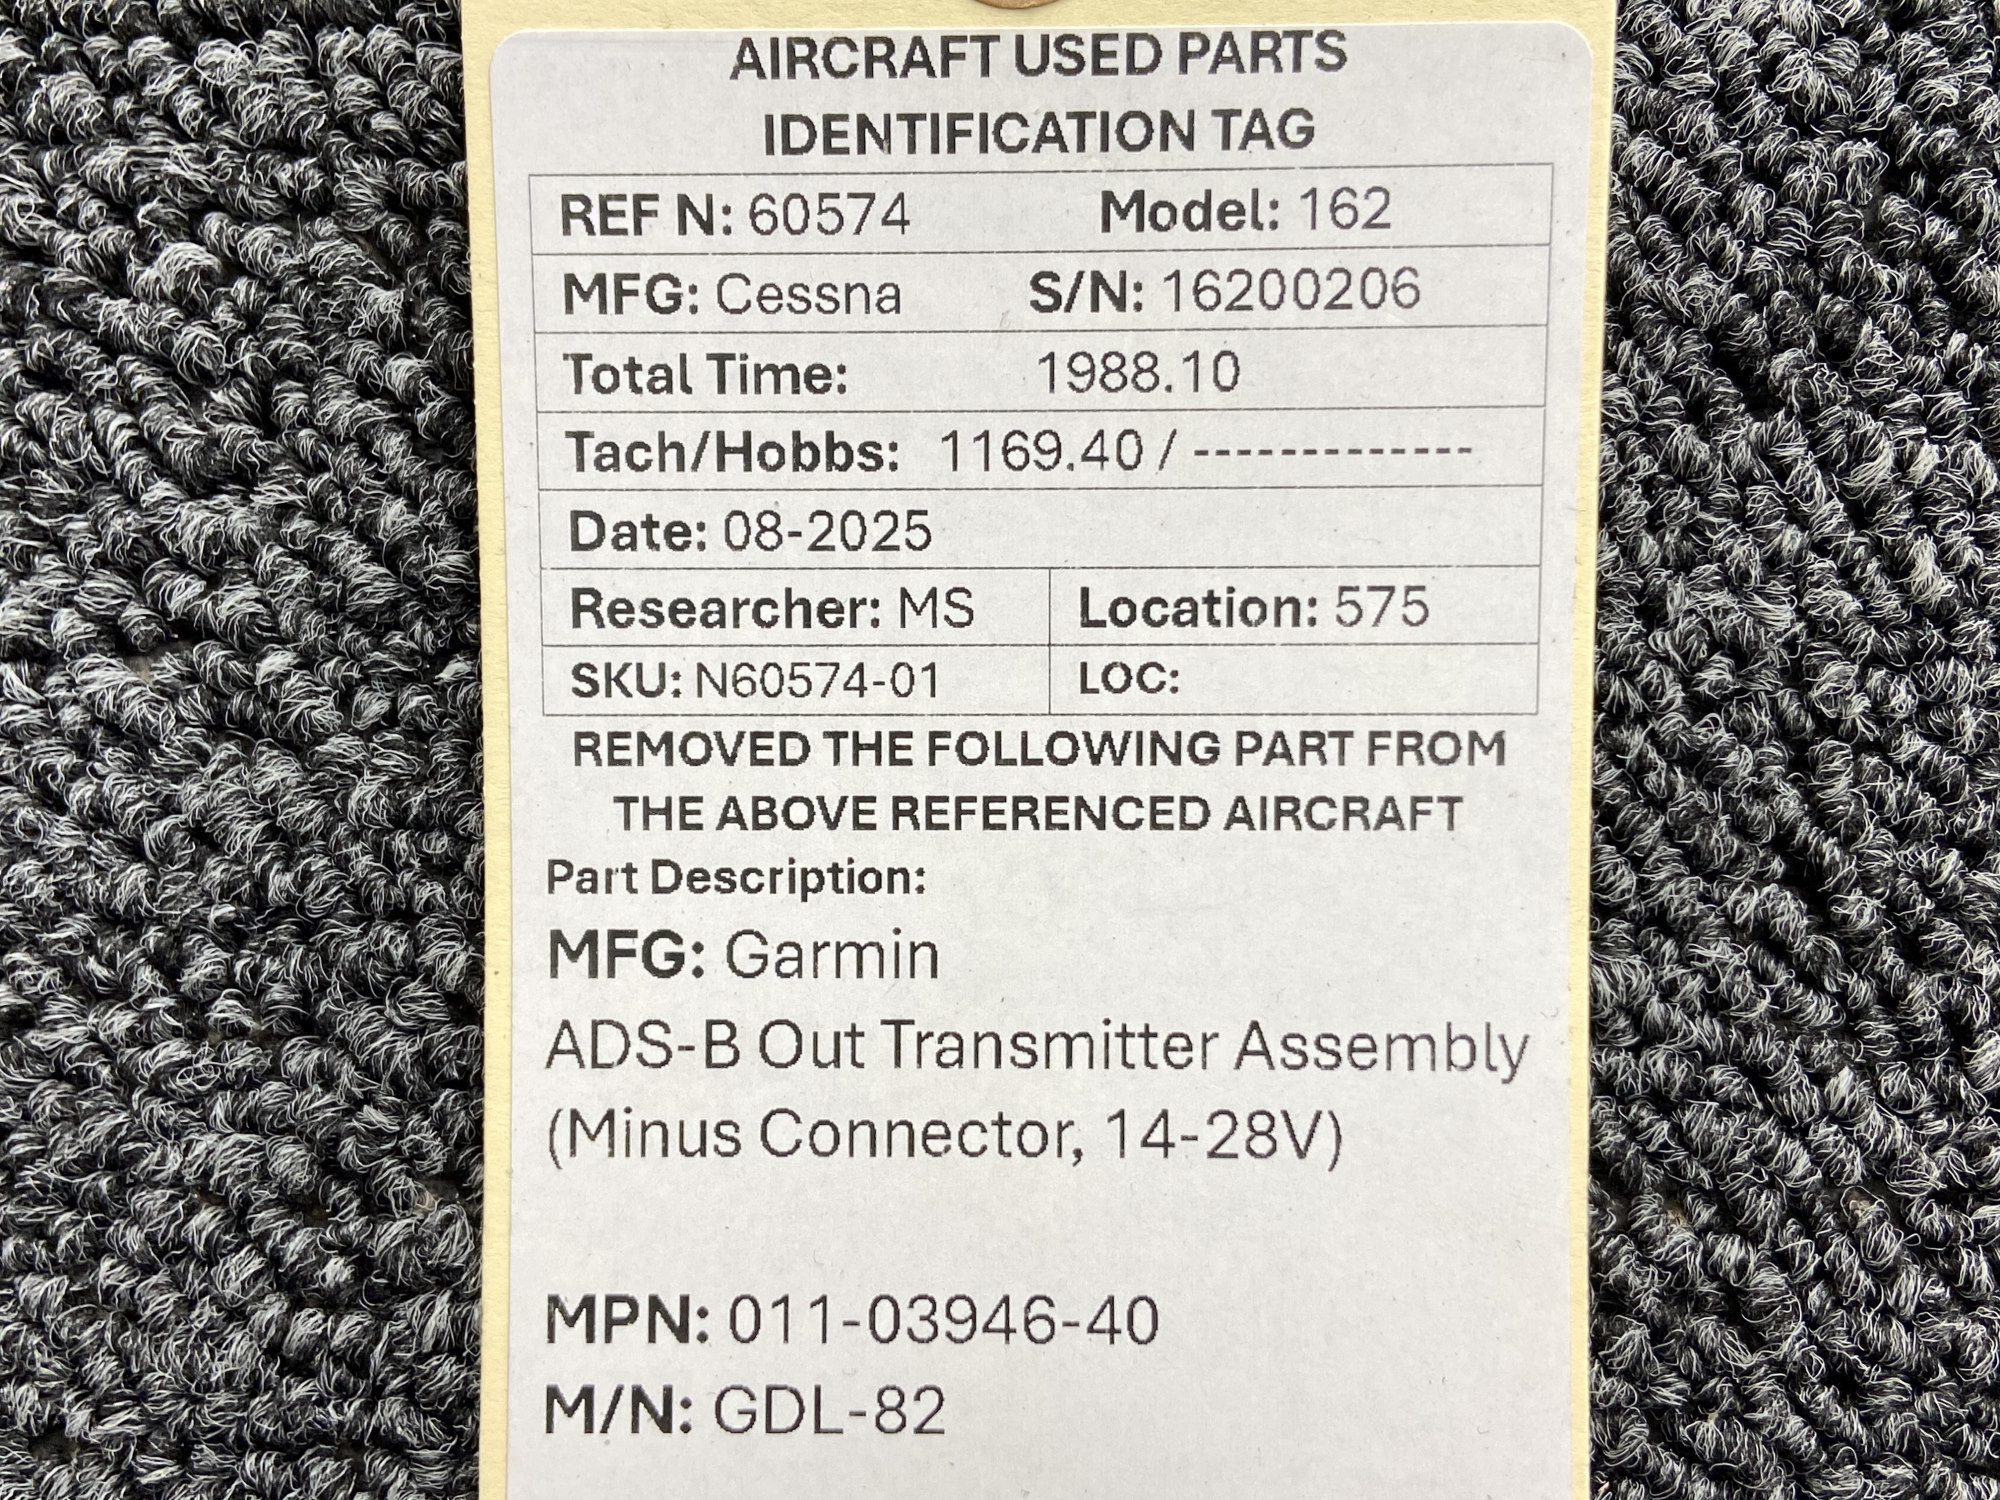 AIRCRAFT USED PARTS
IDENTIFICATION TAG
REF N: 60574 Model: 162
MFG: Cessna S/N: 16200206
Total Time: 1988.10
Tach/Hobbs: 1169.40 / -------------
Date: 08-2025
Researcher: MS Location: 575
SKU: N60574-01 LOC:
REMOVED THE FOLLOWING PART FROM
THE ABOVE REFERENCED AIRCRAFT
Part Description:
MFG: Garmin
ADS-B Out Transmitter Assembly
(Minus Connector, 14-28V)
MPN: 011-03946-40
M/N: GDL-82